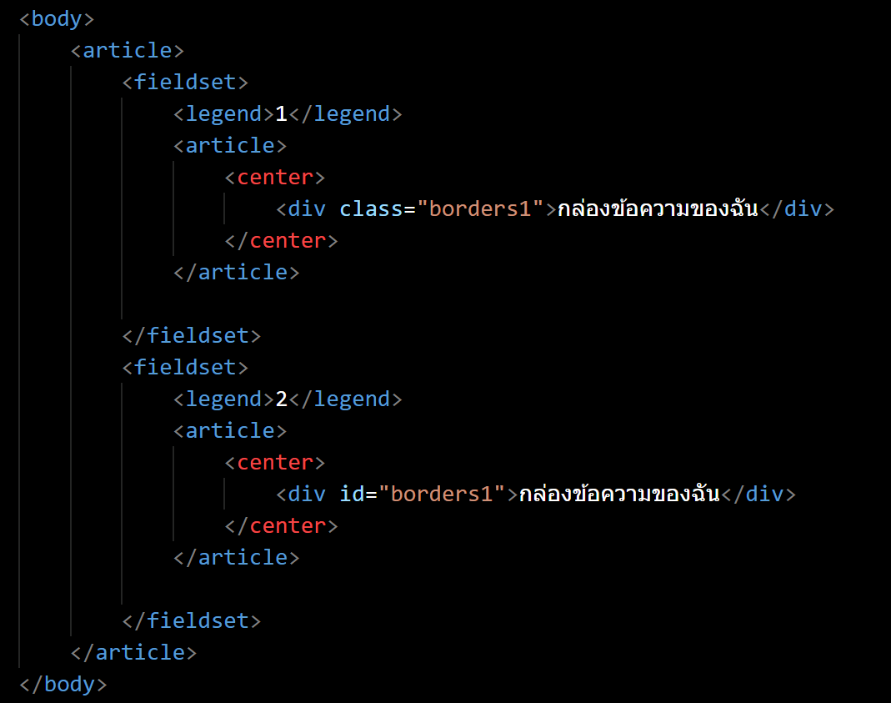 <body>
<article>
<fieldset>
<legend>1</legend>
<article>
<center>
<div class="borders1">กล่องข้อความของฉัน</div>
</center>
</article>
</fieldset>
<fieldset>
<legend>2</legend>
<article>
<center>
<div id="borders1">กล่องข้อความของฉัน</div>
</center>
</article>
</fieldset>
</article>
</body>